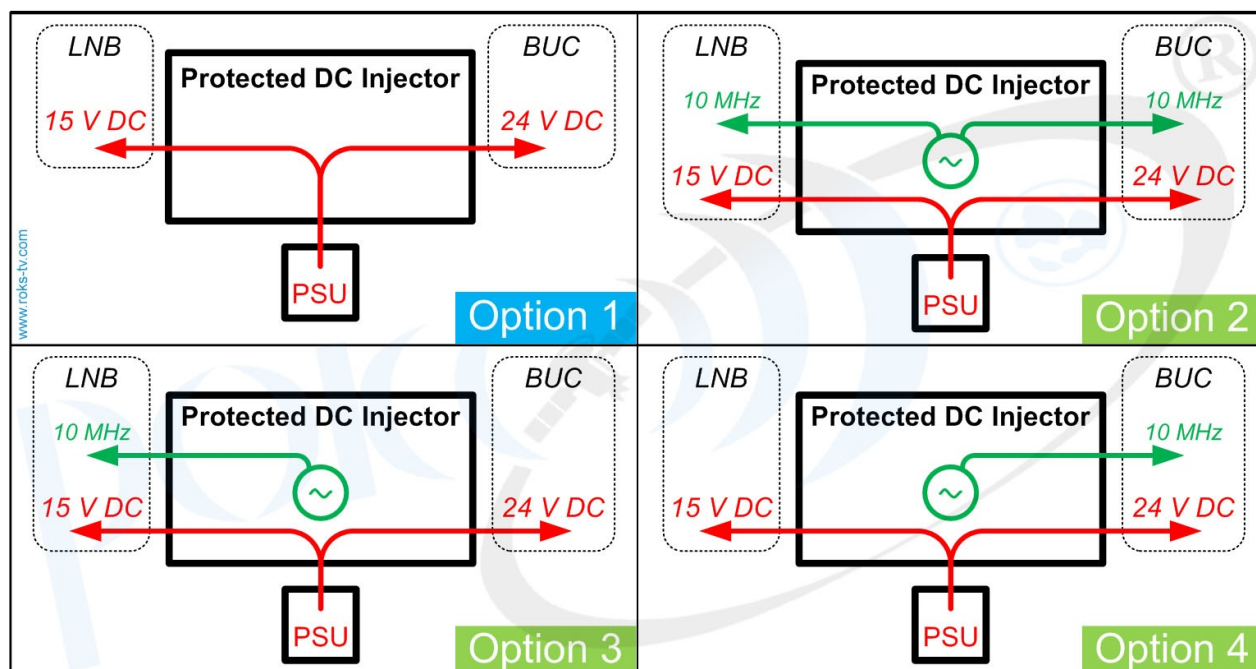 LNB
BUC
Protected DC Injector
15 V DC
24 V DC
PSU
www.roks-tv.com
Option 1
LNB
BUC
Protected DC Injector
10 MHz
10 MHz
15 V DC
24 V DC
PSU
Option 2
LNB
BUC
Protected DC Injector
10 MHz
15 V DC
24 V DC
PSU
Option 3
LNB
BUC
Protected DC Injector
10 MHz
15 V DC
24 V DC
PSU
Option 4
®